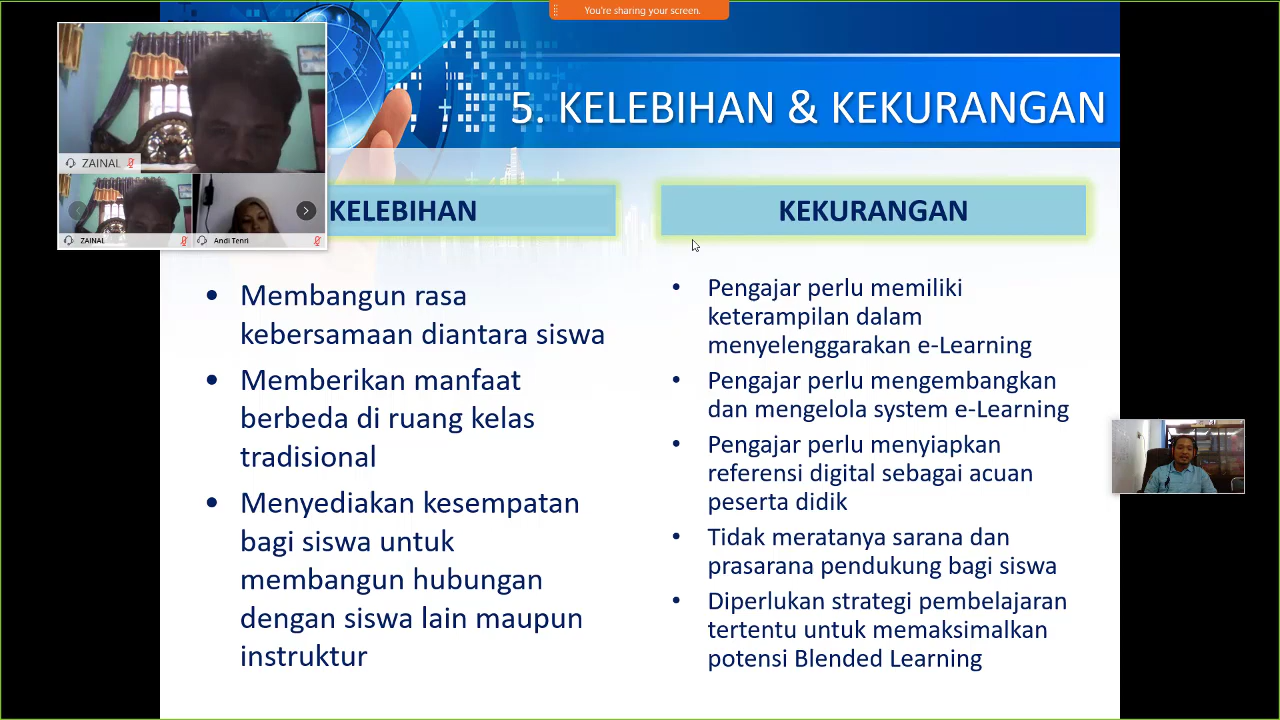 You're sharing your screen.
5. KELEBIHAN & KEKURANGAN
ZAINAL
ZAINAL
Andi Tenri
KELEBIHAN
• Membangun rasa
kebersamaan diantara siswa
• Memberikan manfaat
berbeda di ruang kelas
tradisional
• Menyediakan kesempatan
bagi siswa untuk
membangun hubungan
dengan siswa lain maupun
instruktur
KEKURANGAN
• Pengajar perlu memiliki
keterampilan dalam
menyelenggarakan e-Learning
• Pengajar perlu mengembangkan
dan mengelola system e-Learning
• Pengajar perlu menyiapkan
referensi digital sebagai acuan
peserta didik
• Tidak meratanya sarana dan
prasarana pendukung bagi siswa
• Diperlukan strategi pembelajaran
tertentu untuk memaksimalkan
potensi Blended Learning